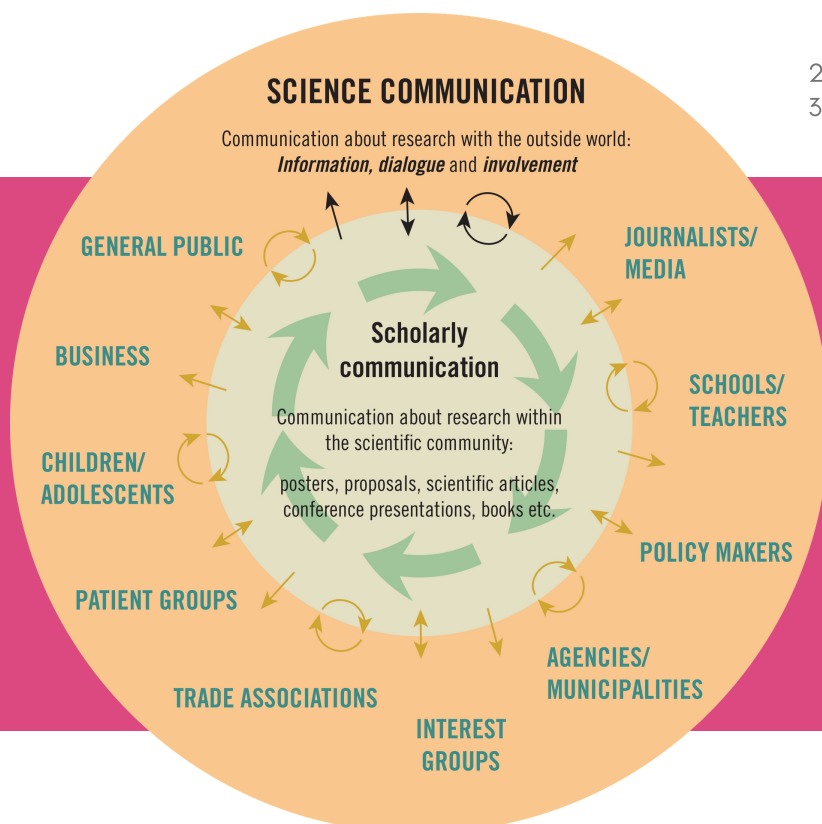 SCIENCE COMMUNICATION
Communication about research with the outside world:
Information, dialogue and involvement
2
3
GENERAL PUBLIC
JOURNALISTS/
MEDIA
BUSINESS
SCHOOLS/
TEACHERS
CHILDREN/
ADOLESCENTS
POLICY MAKERS
PATIENT GROUPS
AGENCIES/
MUNICIPALITIES
TRADE ASSOCIATIONS
INTEREST
GROUPS
Scholarly
communication
Communication about research within
the scientific community:
posters, proposals, scientific articles,
conference presentations, books etc.